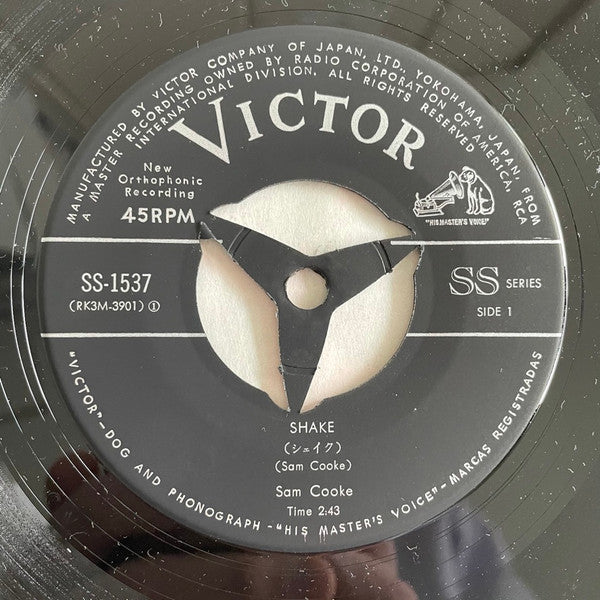 MANUFACTURED BY VICTOR COMPANY OF JAPAN, LTD. YOKOHAMA, JAPAN, FROM
A MASTER RECORDING OWNED BY RADIO CORPORATION OF AMERICA, RCA
INTERNATIONAL DIVISION, ALL RIGHTS RESERVED
VICTOR
New
Orthophonic
Recording
45RPM
"HIS MASTER'S VOICE"
SS-1537
(RK3M-3901) ①
SS SERIES
SIDE 1
SHAKE
(シェイク)
(Sam Cooke)
Sam Cooke
Time 2:43
"VICTOR"-DOG AND PHONOGRAPH-"HIS MASTER'S VOICE"-MARCAS REGISTRADAS